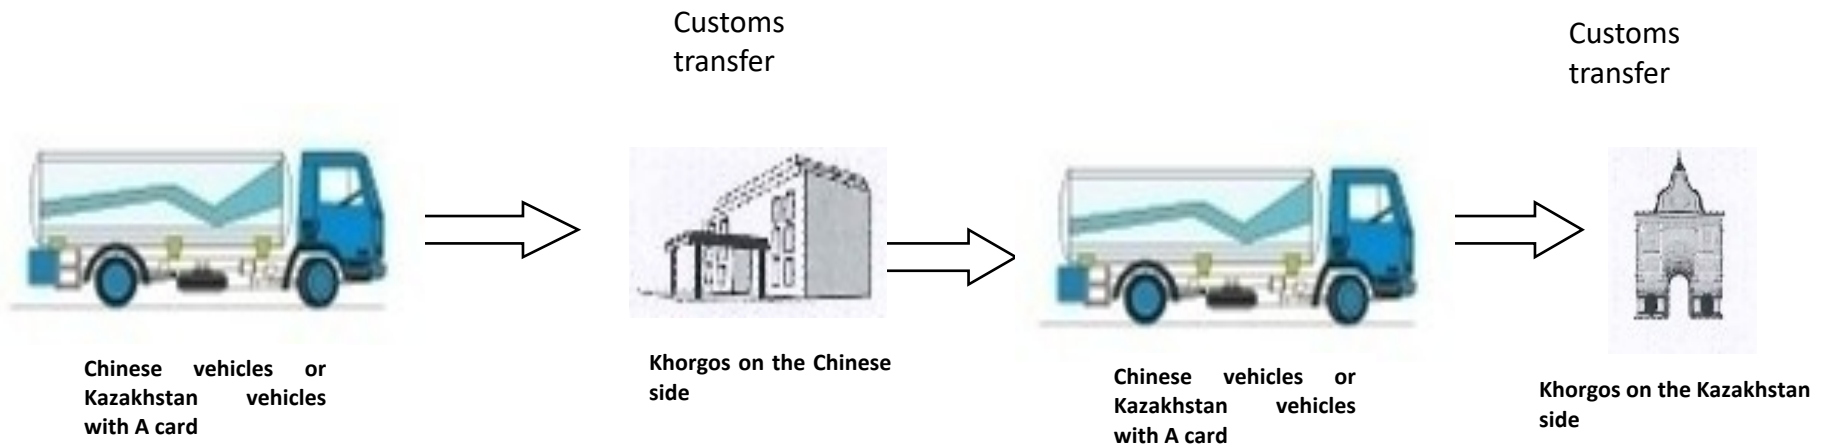 Customs
transfer
Customs
transfer
Chinese vehicles or
Kazakhstan vehicles
with A card
Khorgos on the Chinese
side
Chinese vehicles or
Kazakhstan vehicles
with A card
Khorgos on the Kazakhstan
side